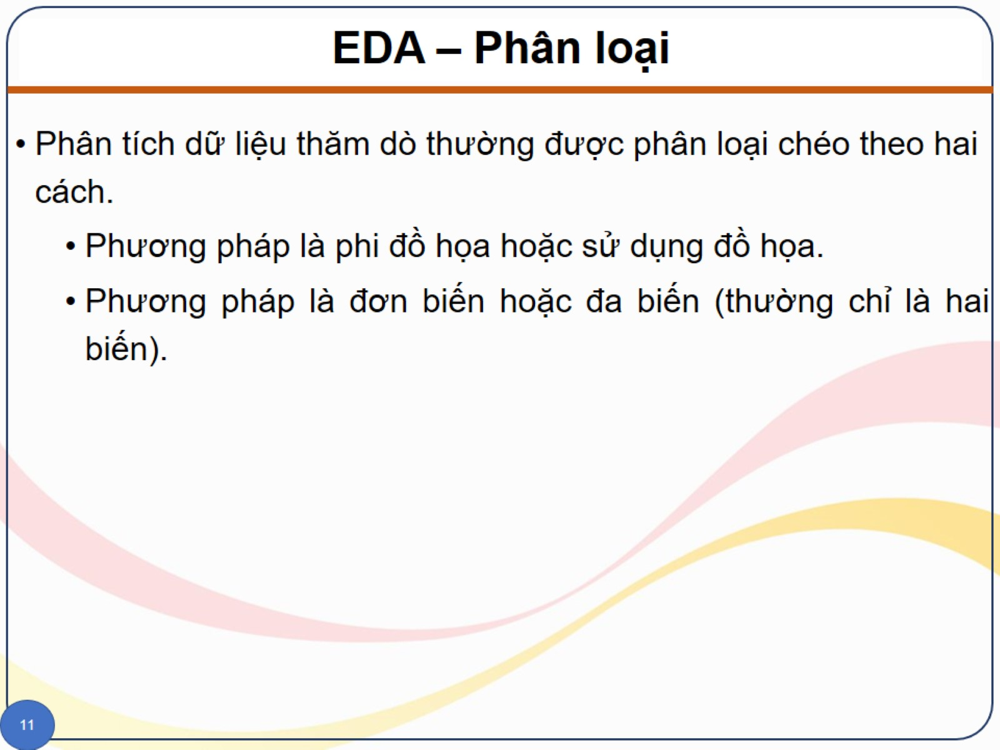 EDA – Phân loại
• Phân tích dữ liệu thăm dò thường được phân loại chéo theo hai
cách.
• Phương pháp là phi đồ họa hoặc sử dụng đồ họa.
• Phương pháp là đơn biến hoặc đa biến (thường chỉ là hai
biến).
11